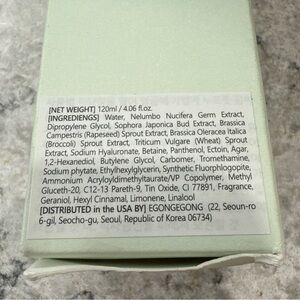 [NET WEIGHT] 120ml / 4.06 fl.oz.
[INGREDIENGS] Water, Nelumbo Nucifera Germ Extract,
Dipropylene Glycol, Sophora Japonica Bud Extract, Brassica
Campestris (Rapeseed) Sprout Extract, Brassica Oleracea Italica
(Broccoli) Sprout Extract, Triticum Vulgare (Wheat) Sprout
Extract, Sodium Hyaluronate, Betaine, Panthenol, Ectoin, Agar,
1,2-Hexanediol, Butylene Glycol, Carbomer, Tromethamine,
Sodium phytate, Ethylhexylglycerin, Synthetic Fluorphlogopite,
Ammonium Acryloyldimethyltaurate/VP Copolymer, Methyl
Gluceth-20, C12-13 Pareth-9, Tin Oxide, CI 77891, Fragrance,
Geraniol, Hexyl Cinnamal, Limonene, Linalool
[DISTRIBUTED in the USA BY] EGONGEGONG (22, Seoun-ro
6-gil, Seocho-gu, Seoul, Republic of Korea 06734)